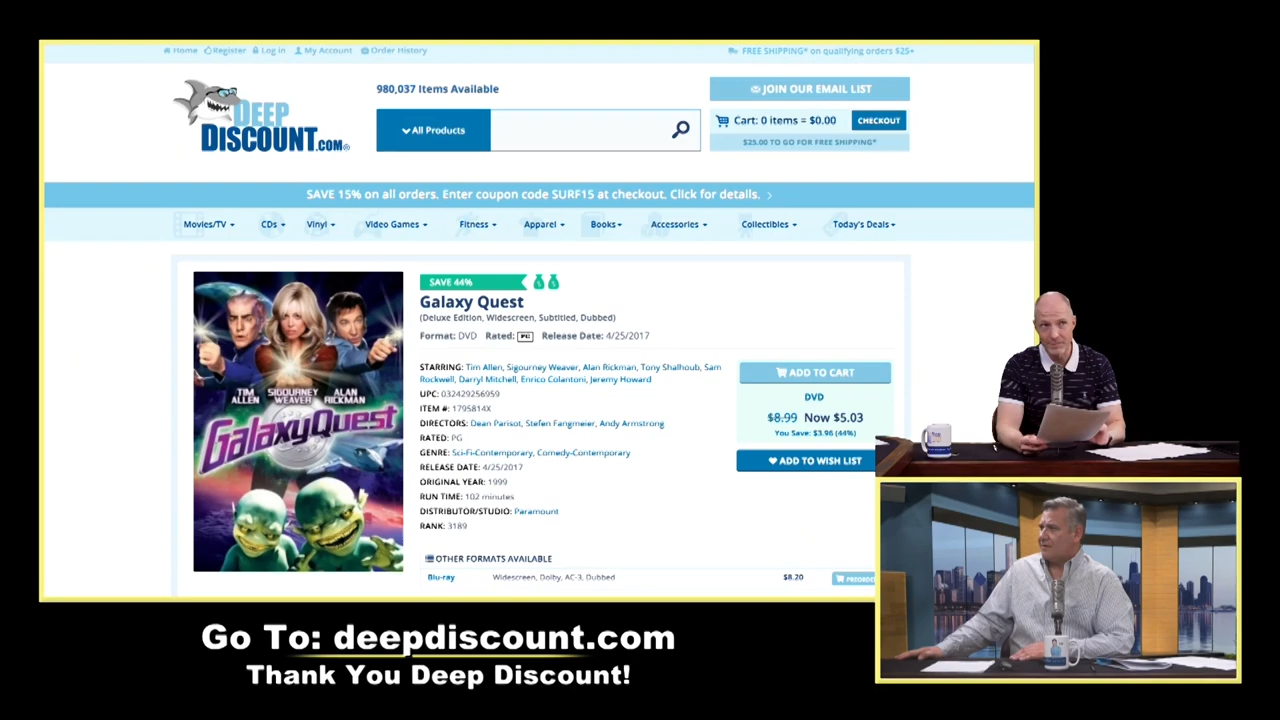 Home Register Log in My Account Order History
FREE SHIPPING* on qualifying orders $25+
DEEP
DISCOUNT.COM®
980,037 Items Available
All Products
JOIN OUR EMAIL LIST
Cart: 0 items = $0.00 CHECKOUT
$25.00 TO GO FOR FREE SHIPPING*
SAVE 15% on all orders. Enter coupon code SURF15 at checkout. Click for details.
Movies/TV CDs Vinyl Video Games Fitness Apparel Books Accessories Collectibles Today's Deals
TIM ALLEN SIGOURNEY WEAVER ALAN RICKMAN
GalaxyQuest
SAVE 44%
Galaxy Quest
(Deluxe Edition, Widescreen, Subtitled, Dubbed)
Format: DVD Rated: PG Release Date: 4/25/2017
STARRING: Tim Allen, Sigourney Weaver, Alan Rickman, Tony Shalhoub, Sam
Rockwell, Darryl Mitchell, Enrico Colantoni, Jeremy Howard
UPC: 032429256959
ITEM #: 1795814X
DIRECTORS: Dean Parisot, Stefen Fangmeier, Andy Armstrong
RATED: PG
GENRE: Sci-Fi-Contemporary, Comedy-Contemporary
RELEASE DATE: 4/25/2017
ORIGINAL YEAR: 1999
RUN TIME: 102 minutes
DISTRIBUTOR/STUDIO: Paramount
RANK: 3189
ADD TO CART
DVD
$8.99 Now $5.03
You Save: $3.96 (44%)
ADD TO WISH LIST
OTHER FORMATS AVAILABLE
Blu-ray Widescreen, Dolby, AC-3, Dubbed $8.20
Go To: deepdiscount.com
Thank You Deep Discount!